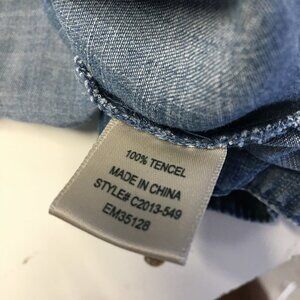 100% TENCEL
MADE IN CHINA
STYLE# C2013-549
EM35128